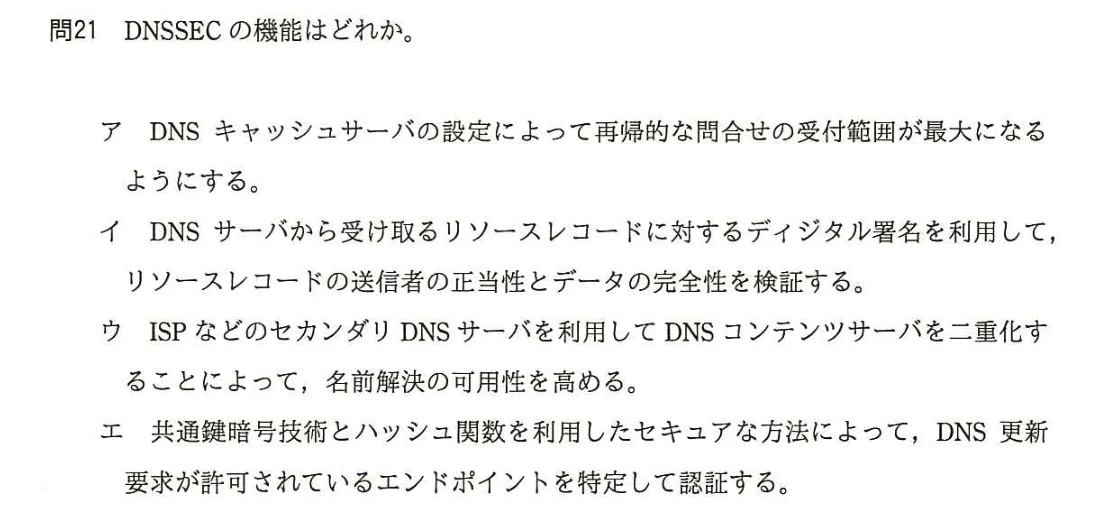 問21 DNSSEC の機能はどれか。
ア DNS キャッシュサーバの設定によって再帰的な問合せの受付範囲が最大になる
ようにする。
イ DNS サーバから受け取るリソースレコードに対するディジタル署名を利用して，
リソースレコードの送信者の正当性とデータの完全性を検証する。
ウ ISP などのセカンダリ DNS サーバを利用して DNS コンテンツサーバを二重化す
ることによって，名前解決の可用性を高める。
エ 共通鍵暗号技術とハッシュ関数を利用したセキュアな方法によって，DNS 更新
要求が許可されているエンドポイントを特定して認証する。